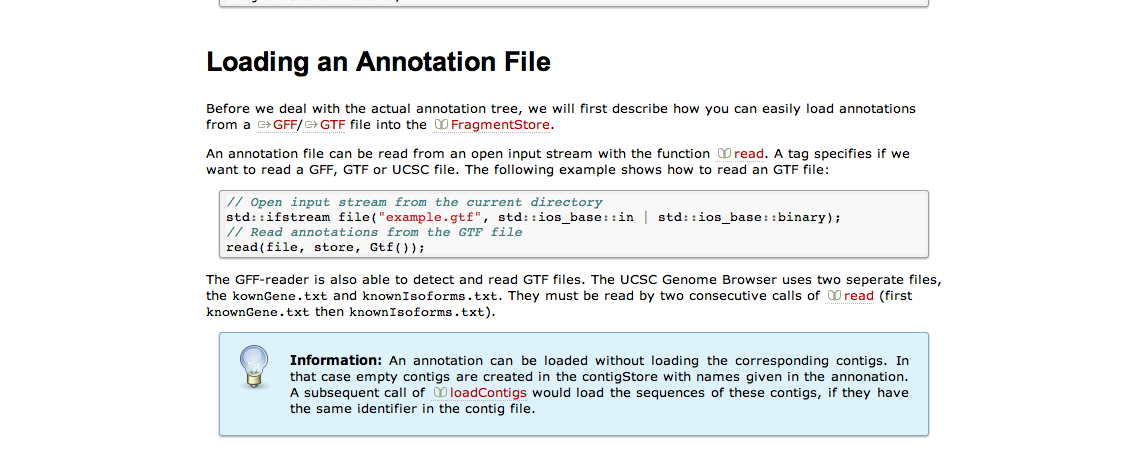 Loading an Annotation File
Before we deal with the actual annotation tree, we will first describe how you can easily load annotations
from a GFF/GTF file into the FragmentStore.
An annotation file can be read from an open input stream with the function read. A tag specifies if we
want to read a GFF, GTF or UCSC file. The following example shows how to read an GTF file:
// Open input stream from the current directory
std::ifstream file("example.gtf", std::ios_base::in | std::ios_base::binary);
// Read annotations from the GTF file
read(file, store, Gtf());
The GFF-reader is also able to detect and read GTF files. The UCSC Genome Browser uses two seperate files,
the kownGene.txt and knownIsoforms.txt. They must be read by two consecutive calls of read (first
knownGene.txt then knownIsoforms.txt).
Information: An annotation can be loaded without loading the corresponding contigs. In
that case empty contigs are created in the contigStore with names given in the annonation.
A subsequent call of loadContigs would load the sequences of these contigs, if they have
the same identifier in the contig file.